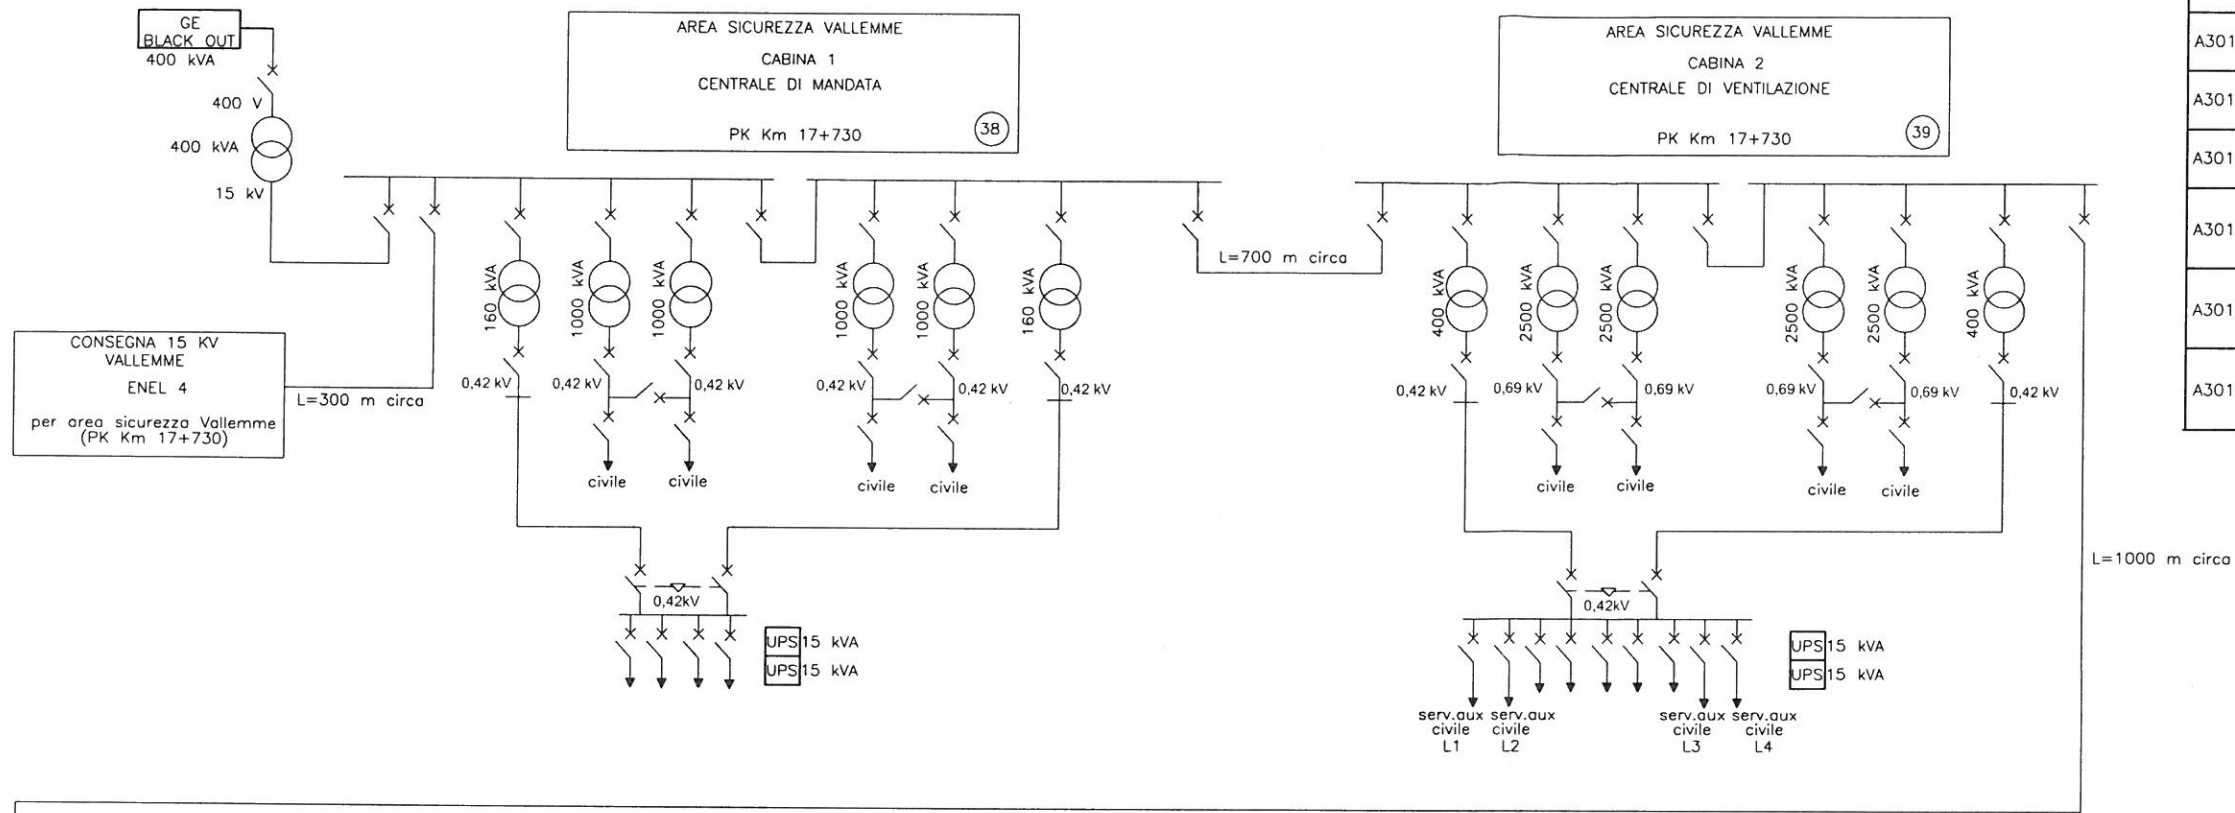 GE
BLACK OUT
400 kVA
400 V
400 kVA
15 kV
AREA SICUREZZA VALLEMME
CABINA 1
CENTRALE DI MANDATA
PK Km 17+730
38
AREA SICUREZZA VALLEMME
CABINA 2
CENTRALE DI VENTILAZIONE
PK Km 17+730
39
A301
A301
A301
A301
A301
A301
CONSEGNA 15 KV
VALLEMME
ENEL 4
per area sicurezza Vallemme
(PK Km 17+730)
L=300 m circa
160 kVA
1000 kVA
1000 kVA
1000 kVA
1000 kVA
160 kVA
0,42 kV
0,42 kV
0,42 kV
0,42 kV
0,42 kV
0,42 kV
civile
civile
civile
civile
0,42kV
UPS 15 kVA
UPS 15 kVA
L=700 m circa
400 kVA
2500 kVA
2500 kVA
2500 kVA
2500 kVA
400 kVA
0,42 kV
0,69 kV
0,69 kV
0,69 kV
0,69 kV
0,42 kV
civile
civile
civile
civile
0,42kV
UPS 15 kVA
UPS 15 kVA
serv.aux
civile
L1
serv.aux
civile
L2
serv.aux
civile
L3
serv.aux
civile
L4
L=1000 m circa